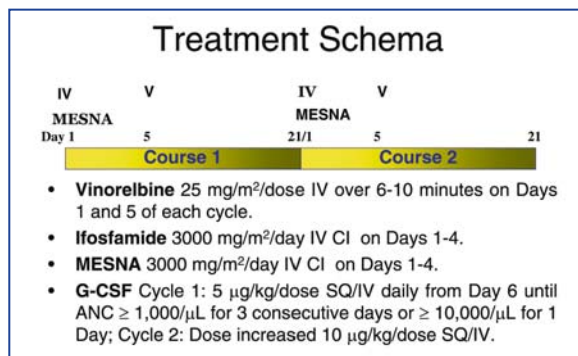 Treatment Schema
IV V IV V
MESNA MESNA
Day 1 5 21/1 5 21
Course 1 Course 2
• Vinorelbine 25 mg/m²/dose IV over 6-10 minutes on Days
1 and 5 of each cycle.
• Ifosfamide 3000 mg/m²/day IV CI on Days 1-4.
• MESNA 3000 mg/m²/day IV CI on Days 1-4.
• G-CSF Cycle 1: 5 μg/kg/dose SQ/IV daily from Day 6 until
ANC ≥ 1,000/μL for 3 consecutive days or ≥ 10,000/μL for 1
Day; Cycle 2: Dose increased 10 μg/kg/dose SQ/IV.